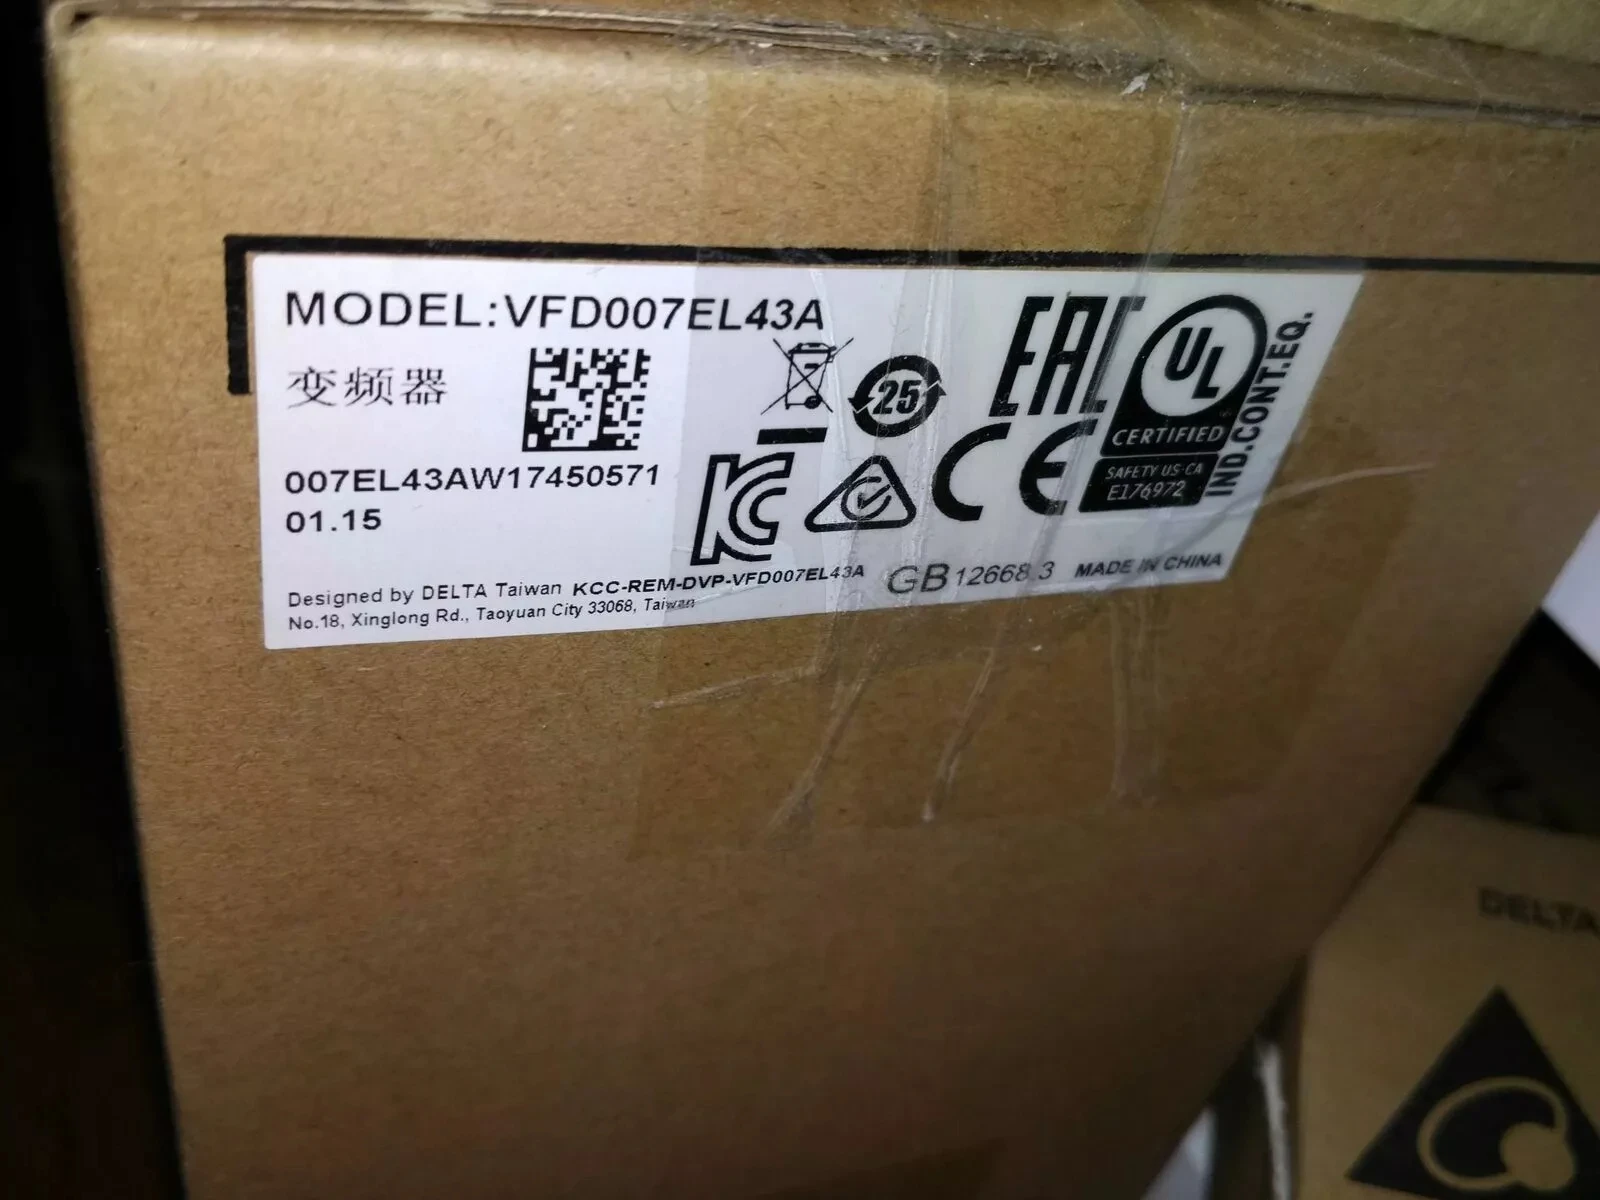 MODEL:VFD007EL43A
变频器
25
EAC
UL
CERTIFIED
SAFETY US-CA
E176972
IND.CONT.EQ.
007EL43AW17450571
01.15
KC
CE
Designed by DELTA Taiwan KCC-REM-DVP-VFD007EL43A
GB12668.3 MADE IN CHINA
No.18, Xinglong Rd., Taoyuan City 33068, Taiwan
DELTA